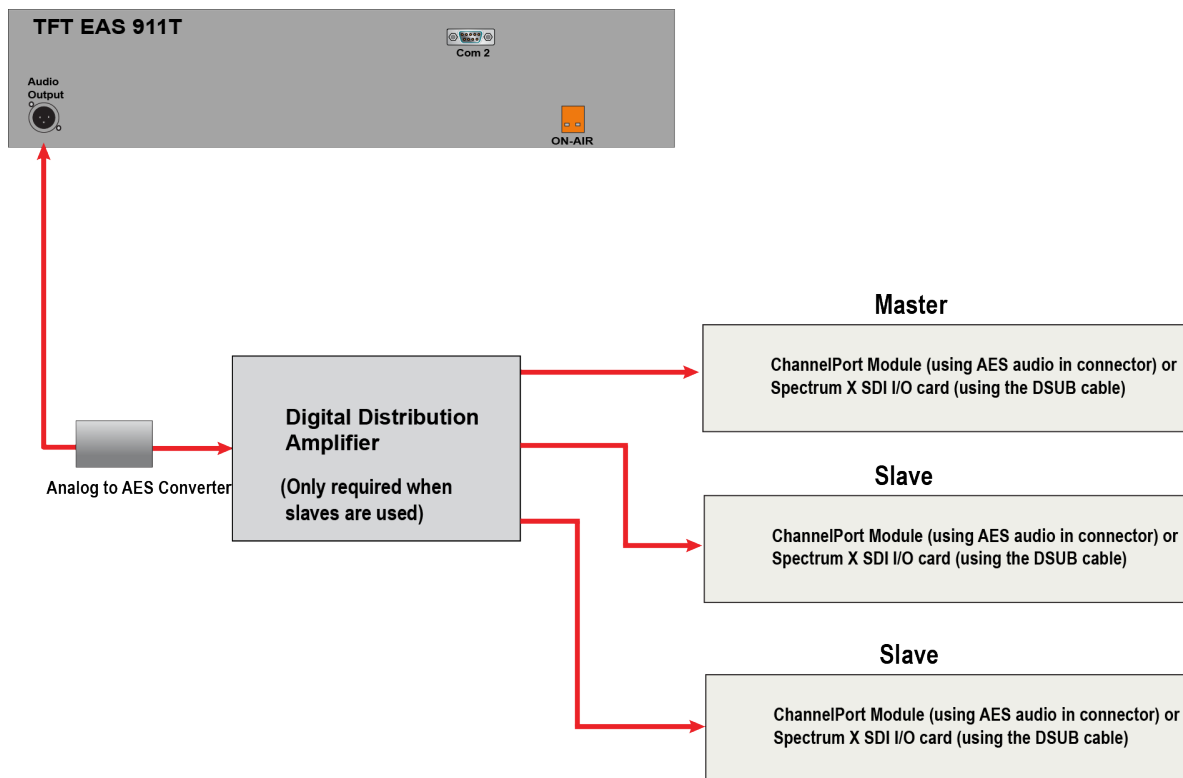 TFT EAS 911T
Com 2
Audio
Output
ON-AIR
Master
ChannelPort Module (using AES audio in connector) or
Spectrum X SDI I/O card (using the DSUB cable)
Digital Distribution
Amplifier
(Only required when
slaves are used)
Analog to AES Converter
Slave
ChannelPort Module (using AES audio in connector) or
Spectrum X SDI I/O card (using the DSUB cable)
Slave
ChannelPort Module (using AES audio in connector) or
Spectrum X SDI I/O card (using the DSUB cable)